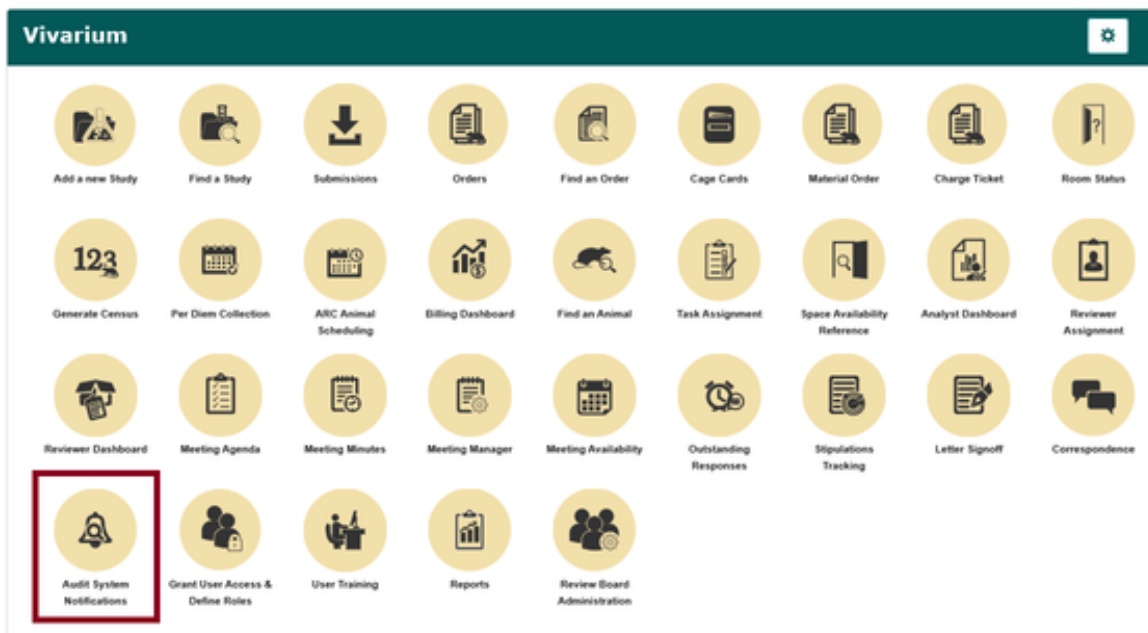 Vivarium
Add a new Study
Find a Study
Submissions
Orders
Find an Order
Cage Cards
Material Order
Charge Ticket
?
Room Status
123
Generate Census
Per Diem Collection
ARC Animal
Scheduling
$
Billing Dashboard
Find an Animal
Task Assignment
Space Availability
Reference
Analyst Dashboard
Reviewer
Assignment
Reviewer Dashboard
Meeting Agenda
Meeting Minutes
Meeting Manager
Meeting Availability
Outstanding
Responses
Stipulations
Tracking
Letter Signoff
Correspondence
Audit System
Notifications
Grant User Access &
Define Roles
User Training
Reports
Review Board
Administration